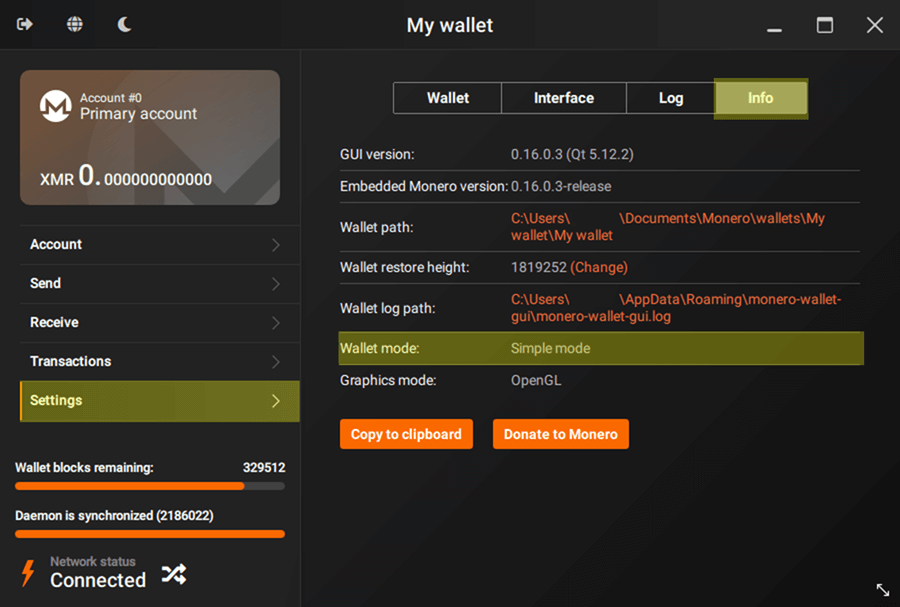 My wallet
Account #0
Primary account
XMR 0.000000000000
Account
Send
Receive
Transactions
Settings
Wallet blocks remaining: 329512
Daemon is synchronized (2186022)
Network status
Connected
Wallet Interface Log Info
GUI version: 0.16.0.3 (Qt 5.12.2)
Embedded Monero version: 0.16.0.3-release
Wallet path: C:\Users\ \Documents\Monero\wallets\My
wallet\My wallet
Wallet restore height: 1819252 (Change)
Wallet log path: C:\Users\ \AppData\Roaming\monero-wallet-
gui\monero-wallet-gui.log
Wallet mode: Simple mode
Graphics mode: OpenGL
Copy to clipboard Donate to Monero